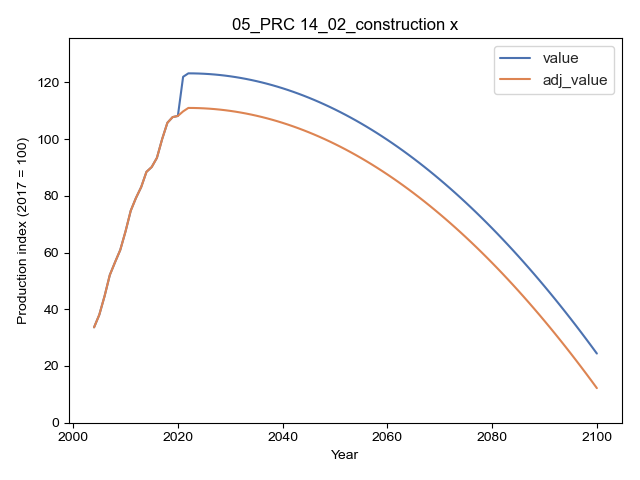 05_PRC 14_02_construction x
value
adj_value
Production index (2017 = 100)
120
100
80
60
40
20
0
2000
2020
2040
2060
2080
2100
Year